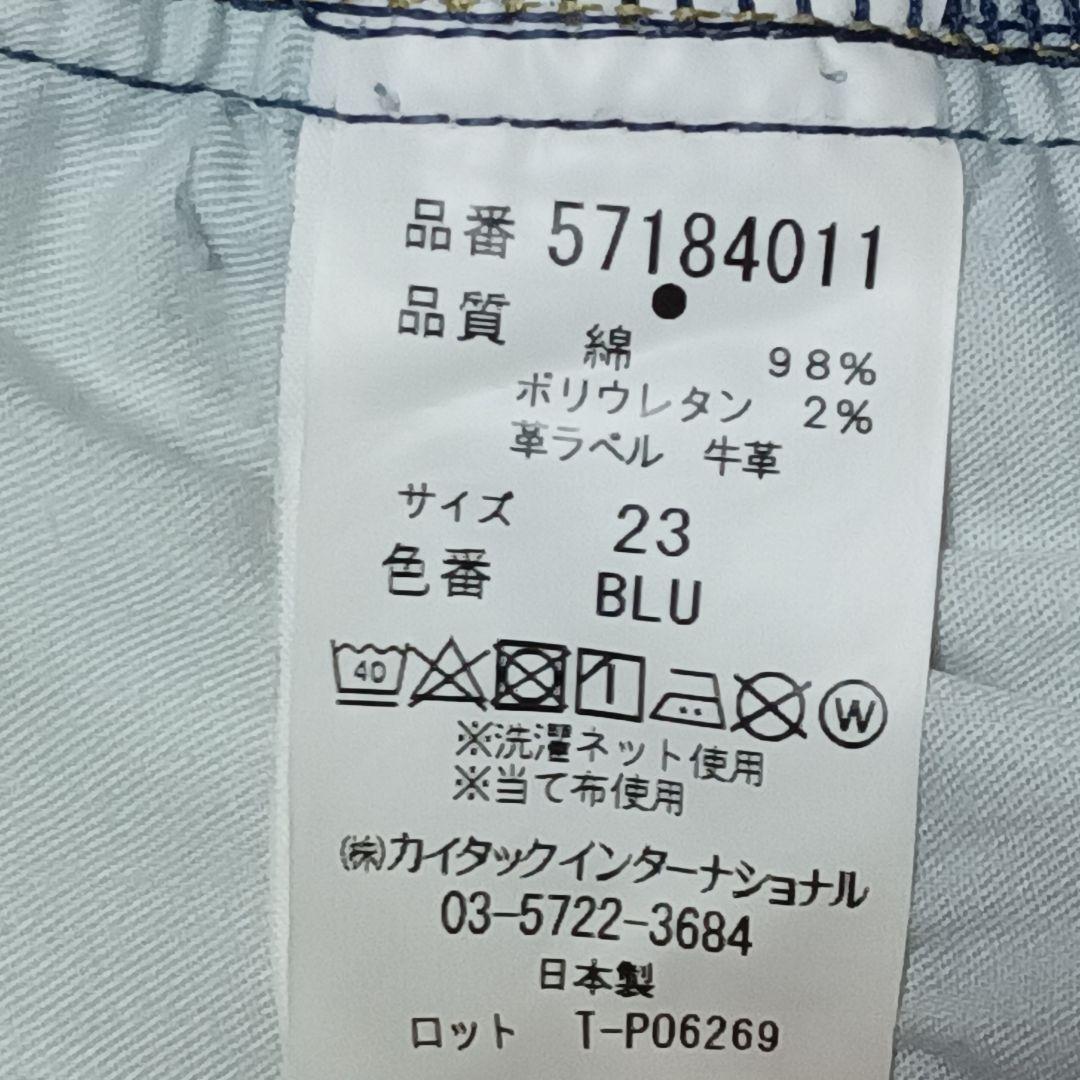 品番 57184011
品質
綿 98%
ポリウレタン 2%
革ラベル 牛革
サイズ 23
色番 BLU
40
W
※洗濯ネット使用
※当て布使用
㈱カイタックインターナショナル
03-5722-3684
日本製
ロット T-P06269